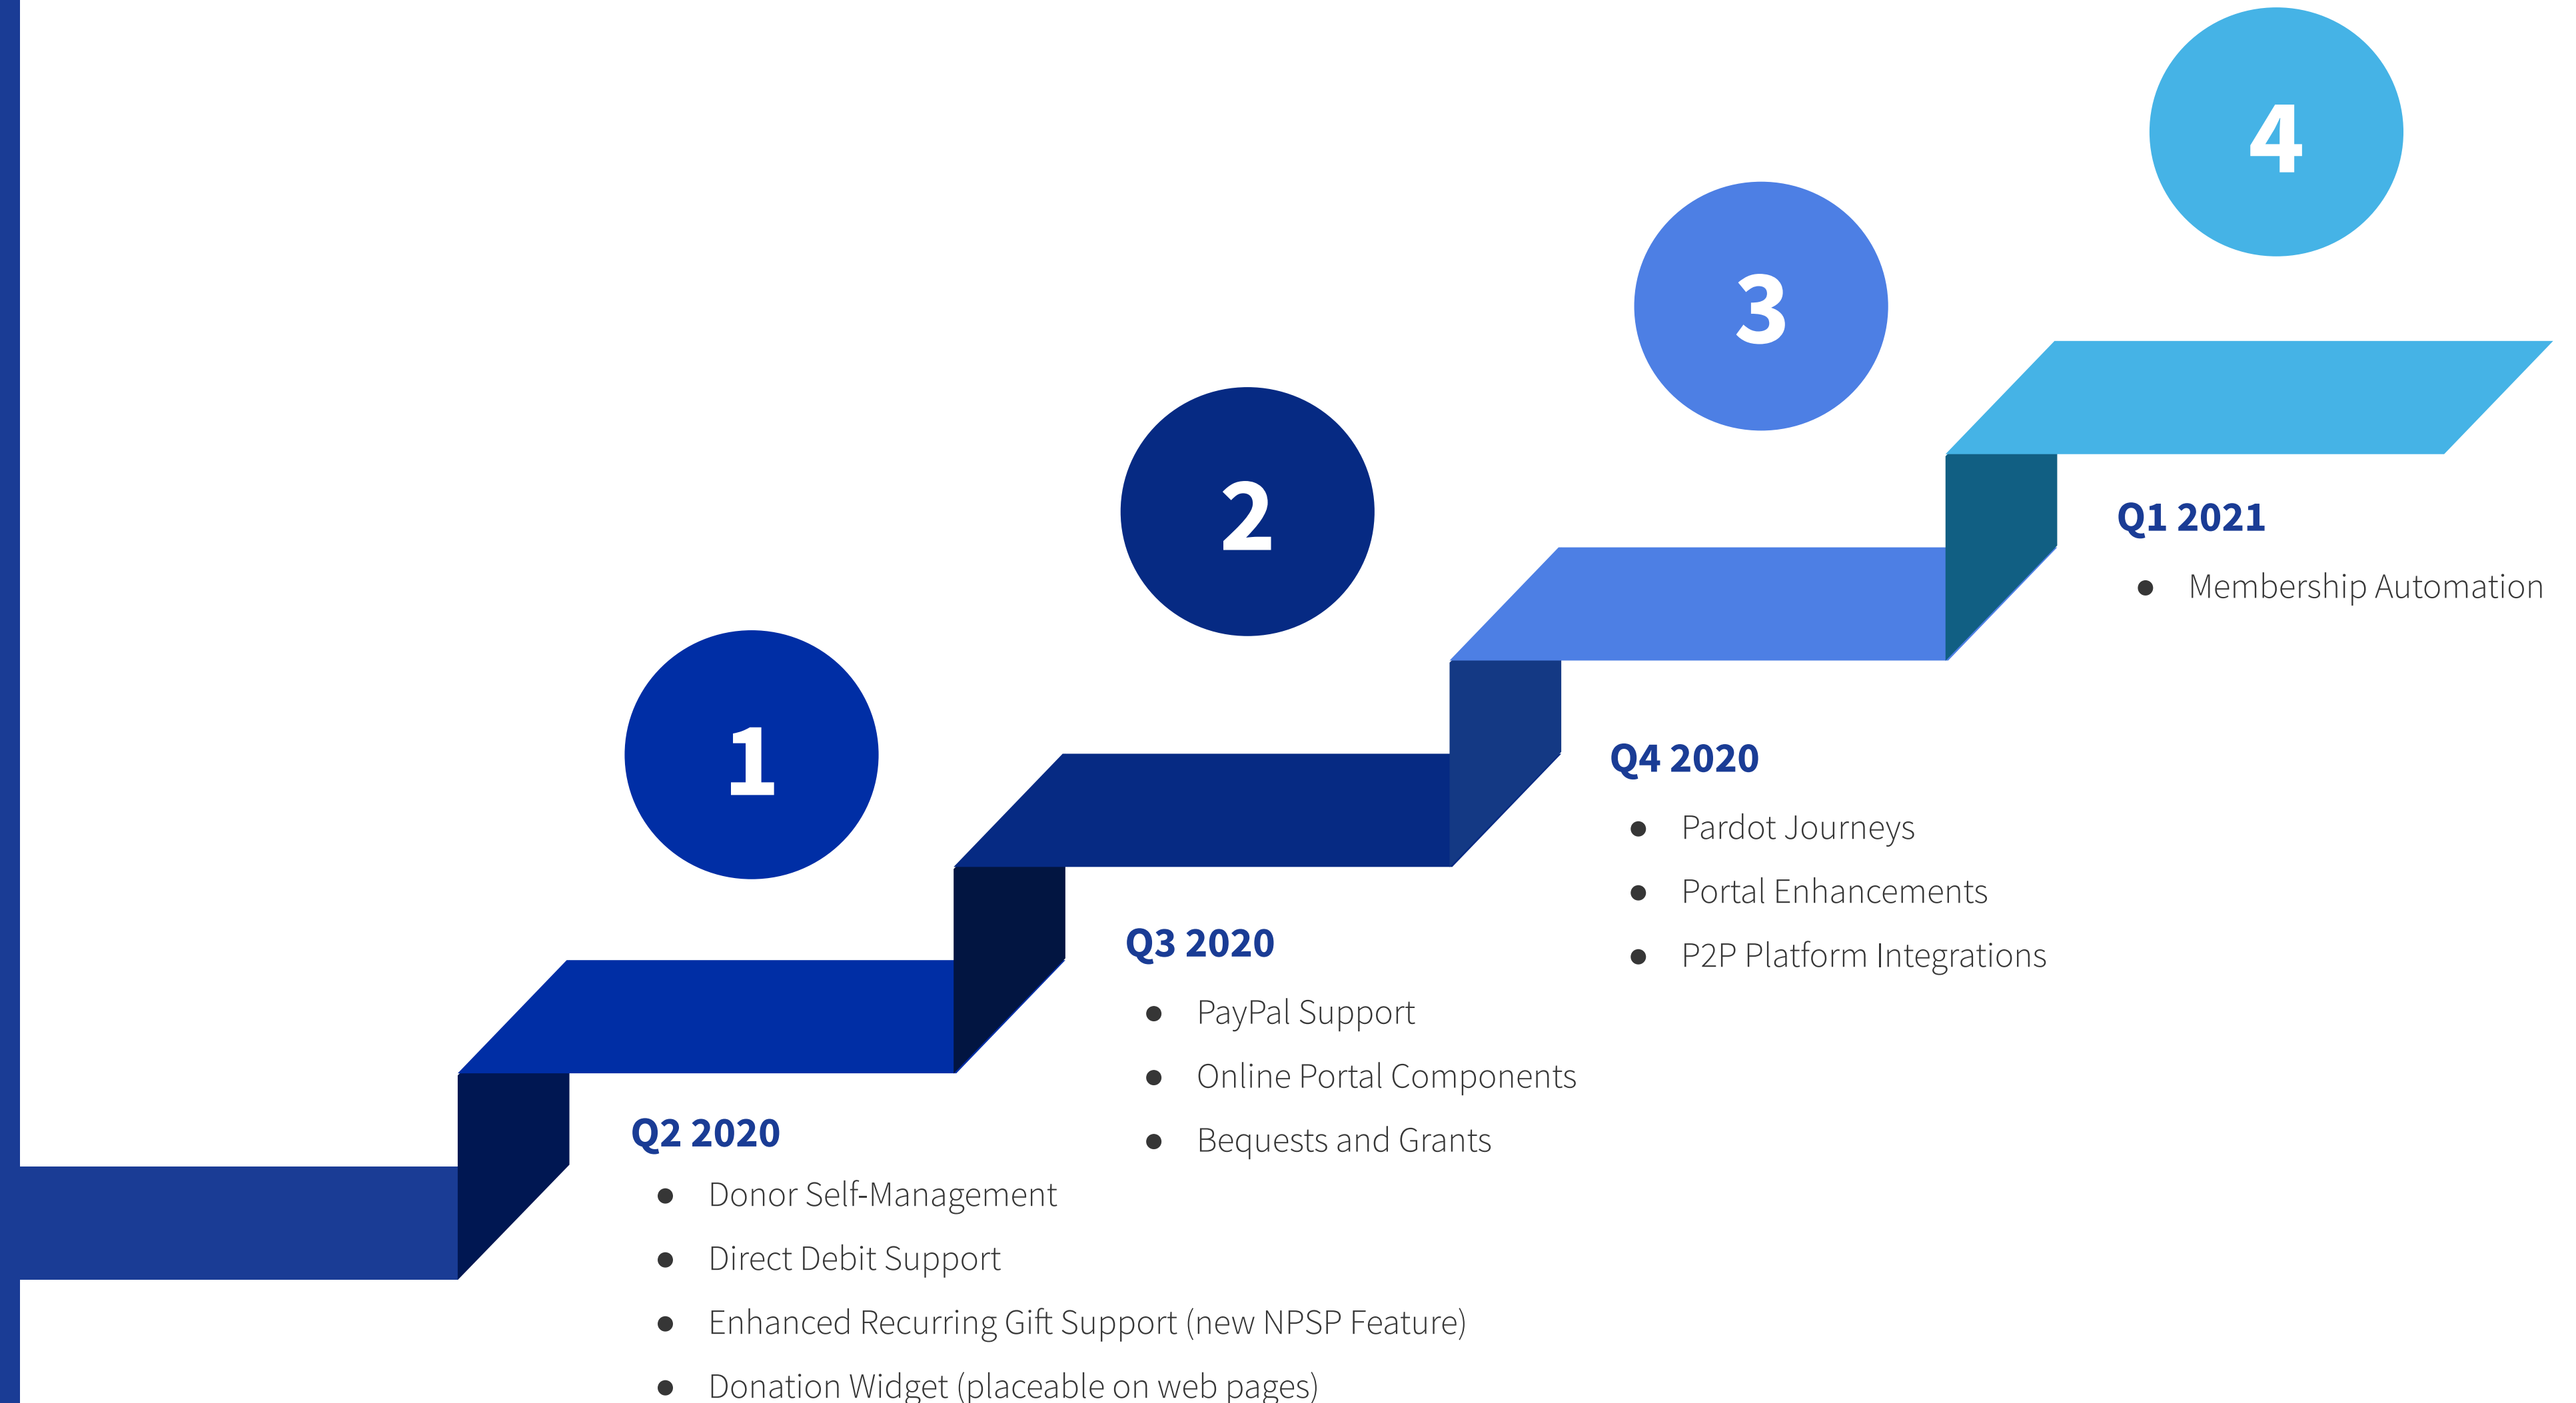 1
Q2 2020
Donor Self-Management
Direct Debit Support
Enhanced Recurring Gift Support (new NPSP Feature)
Donation Widget (placeable on web pages)
2
Q3 2020
PayPal Support
Online Portal Components
Bequests and Grants
3
Q4 2020
Pardot Journeys
Portal Enhancements
P2P Platform Integrations
4
Q1 2021
Membership Automation